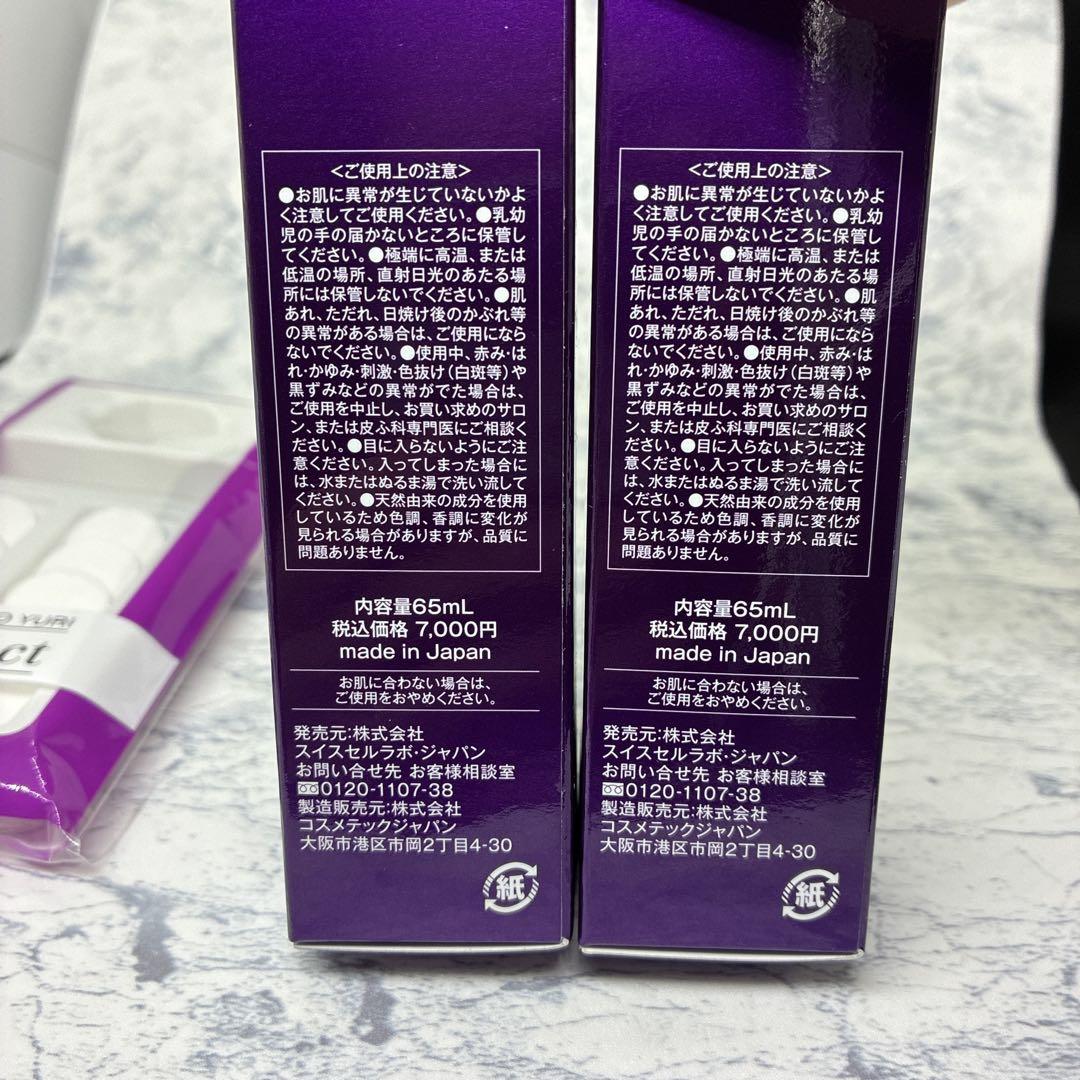 <ご使用上の注意>
●お肌に異常が生じていないかよ
く注意してご使用ください。●乳幼
児の手の届かないところに保管し
てください。●極端に高温、または
低温の場所、直射日光のあたる場
所には保管しないでください。●肌
あれ、ただれ、日焼け後のかぶれ等
の異常がある場合は、ご使用になら
ないでください。●使用中、赤み・は
れ・かゆみ・刺激・色抜け(白斑等)や
黒ずみなどの異常がでた場合は、
ご使用を中止し、お買い求めのサロ
ン、または皮ふ科専門医にご相談く
ださい。●目に入らないようにご注
意ください。入ってしまった場合に
は、水またはぬるま湯で洗い流して
ください。●天然由来の成分を使用
しているため色調、香調に変化が
見られる場合がありますが、品質に
問題ありません。
内容量65mL
税込価格 7,000円
made in Japan
お肌に合わない場合は、
ご使用をおやめください。
発売元:株式会社
スイスセルラボ・ジャパン
お問い合せ先 お客様相談室
0120-1107-38
製造販売元:株式会社
コスメテックジャパン
大阪市港区市岡2丁目4-30
紙
<ご使用上の注意>
●お肌に異常が生じていないかよ
く注意してご使用ください。●乳幼
児の手の届かないところに保管し
てください。●極端に高温、または
低温の場所、直射日光のあたる場
所には保管しないでください。●肌
あれ、ただれ、日焼け後のかぶれ等
の異常がある場合は、ご使用になら
ないでください。●使用中、赤み・は
れ・かゆみ・刺激・色抜け(白斑等)や
黒ずみなどの異常がでた場合は、
ご使用を中止し、お買い求めのサロ
ン、または皮ふ科専門医にご相談く
ださい。●目に入らないようにご注
意ください。入ってしまった場合に
は、水またはぬるま湯で洗い流して
ください。●天然由来の成分を使用
しているため色調、香調に変化が
見られる場合がありますが、品質に
問題ありません。
内容量65mL
税込価格 7,000円
made in Japan
お肌に合わない場合は、
ご使用をおやめください。
発売元:株式会社
スイスセルラボ・ジャパン
お問い合せ先 お客様相談室
0120-1107-38
製造販売元:株式会社
コスメテックジャパン
大阪市港区市岡2丁目4-30
紙
YURI
ct